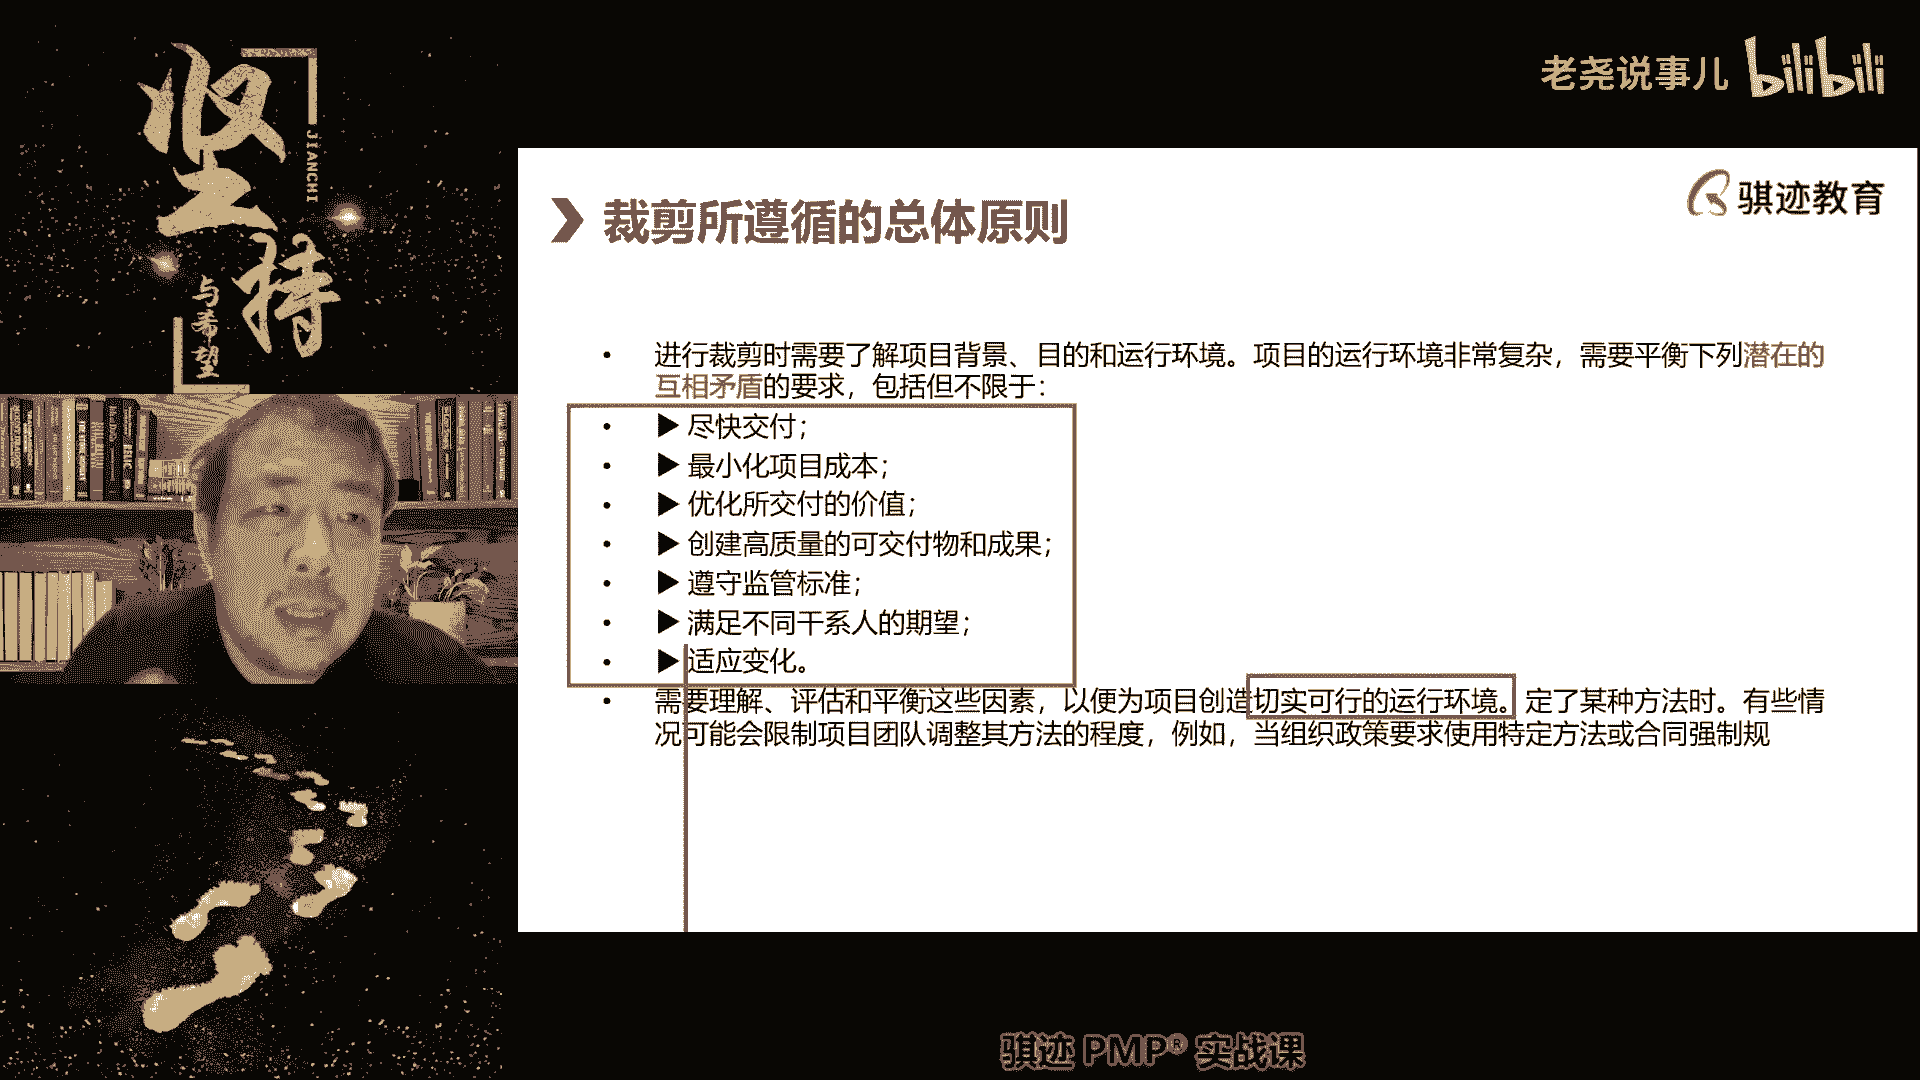 坚持
JIANCHI
与希望
老尧说事儿 bilibili
骐迹教育
裁剪所遵循的总体原则
• 进行裁剪时需要了解项目背景、目的和运行环境。项目的运行环境非常复杂，需要平衡下列潜在的
互相矛盾的要求，包括但不限于：
• ▶ 尽快交付；
• ▶ 最小化项目成本；
• ▶ 优化所交付的价值；
• ▶ 创建高质量的可交付物和成果；
• ▶ 遵守监管标准；
• ▶ 满足不同干系人的期望；
• ▶ 适应变化。
• 需要理解、评估和平衡这些因素，以便为项目创造切实可行的运行环境。定了某种方法时。有些情
况可能会限制项目团队调整其方法的程度，例如，当组织政策要求使用特定方法或合同强制规
骐迹 PMP® 实战课